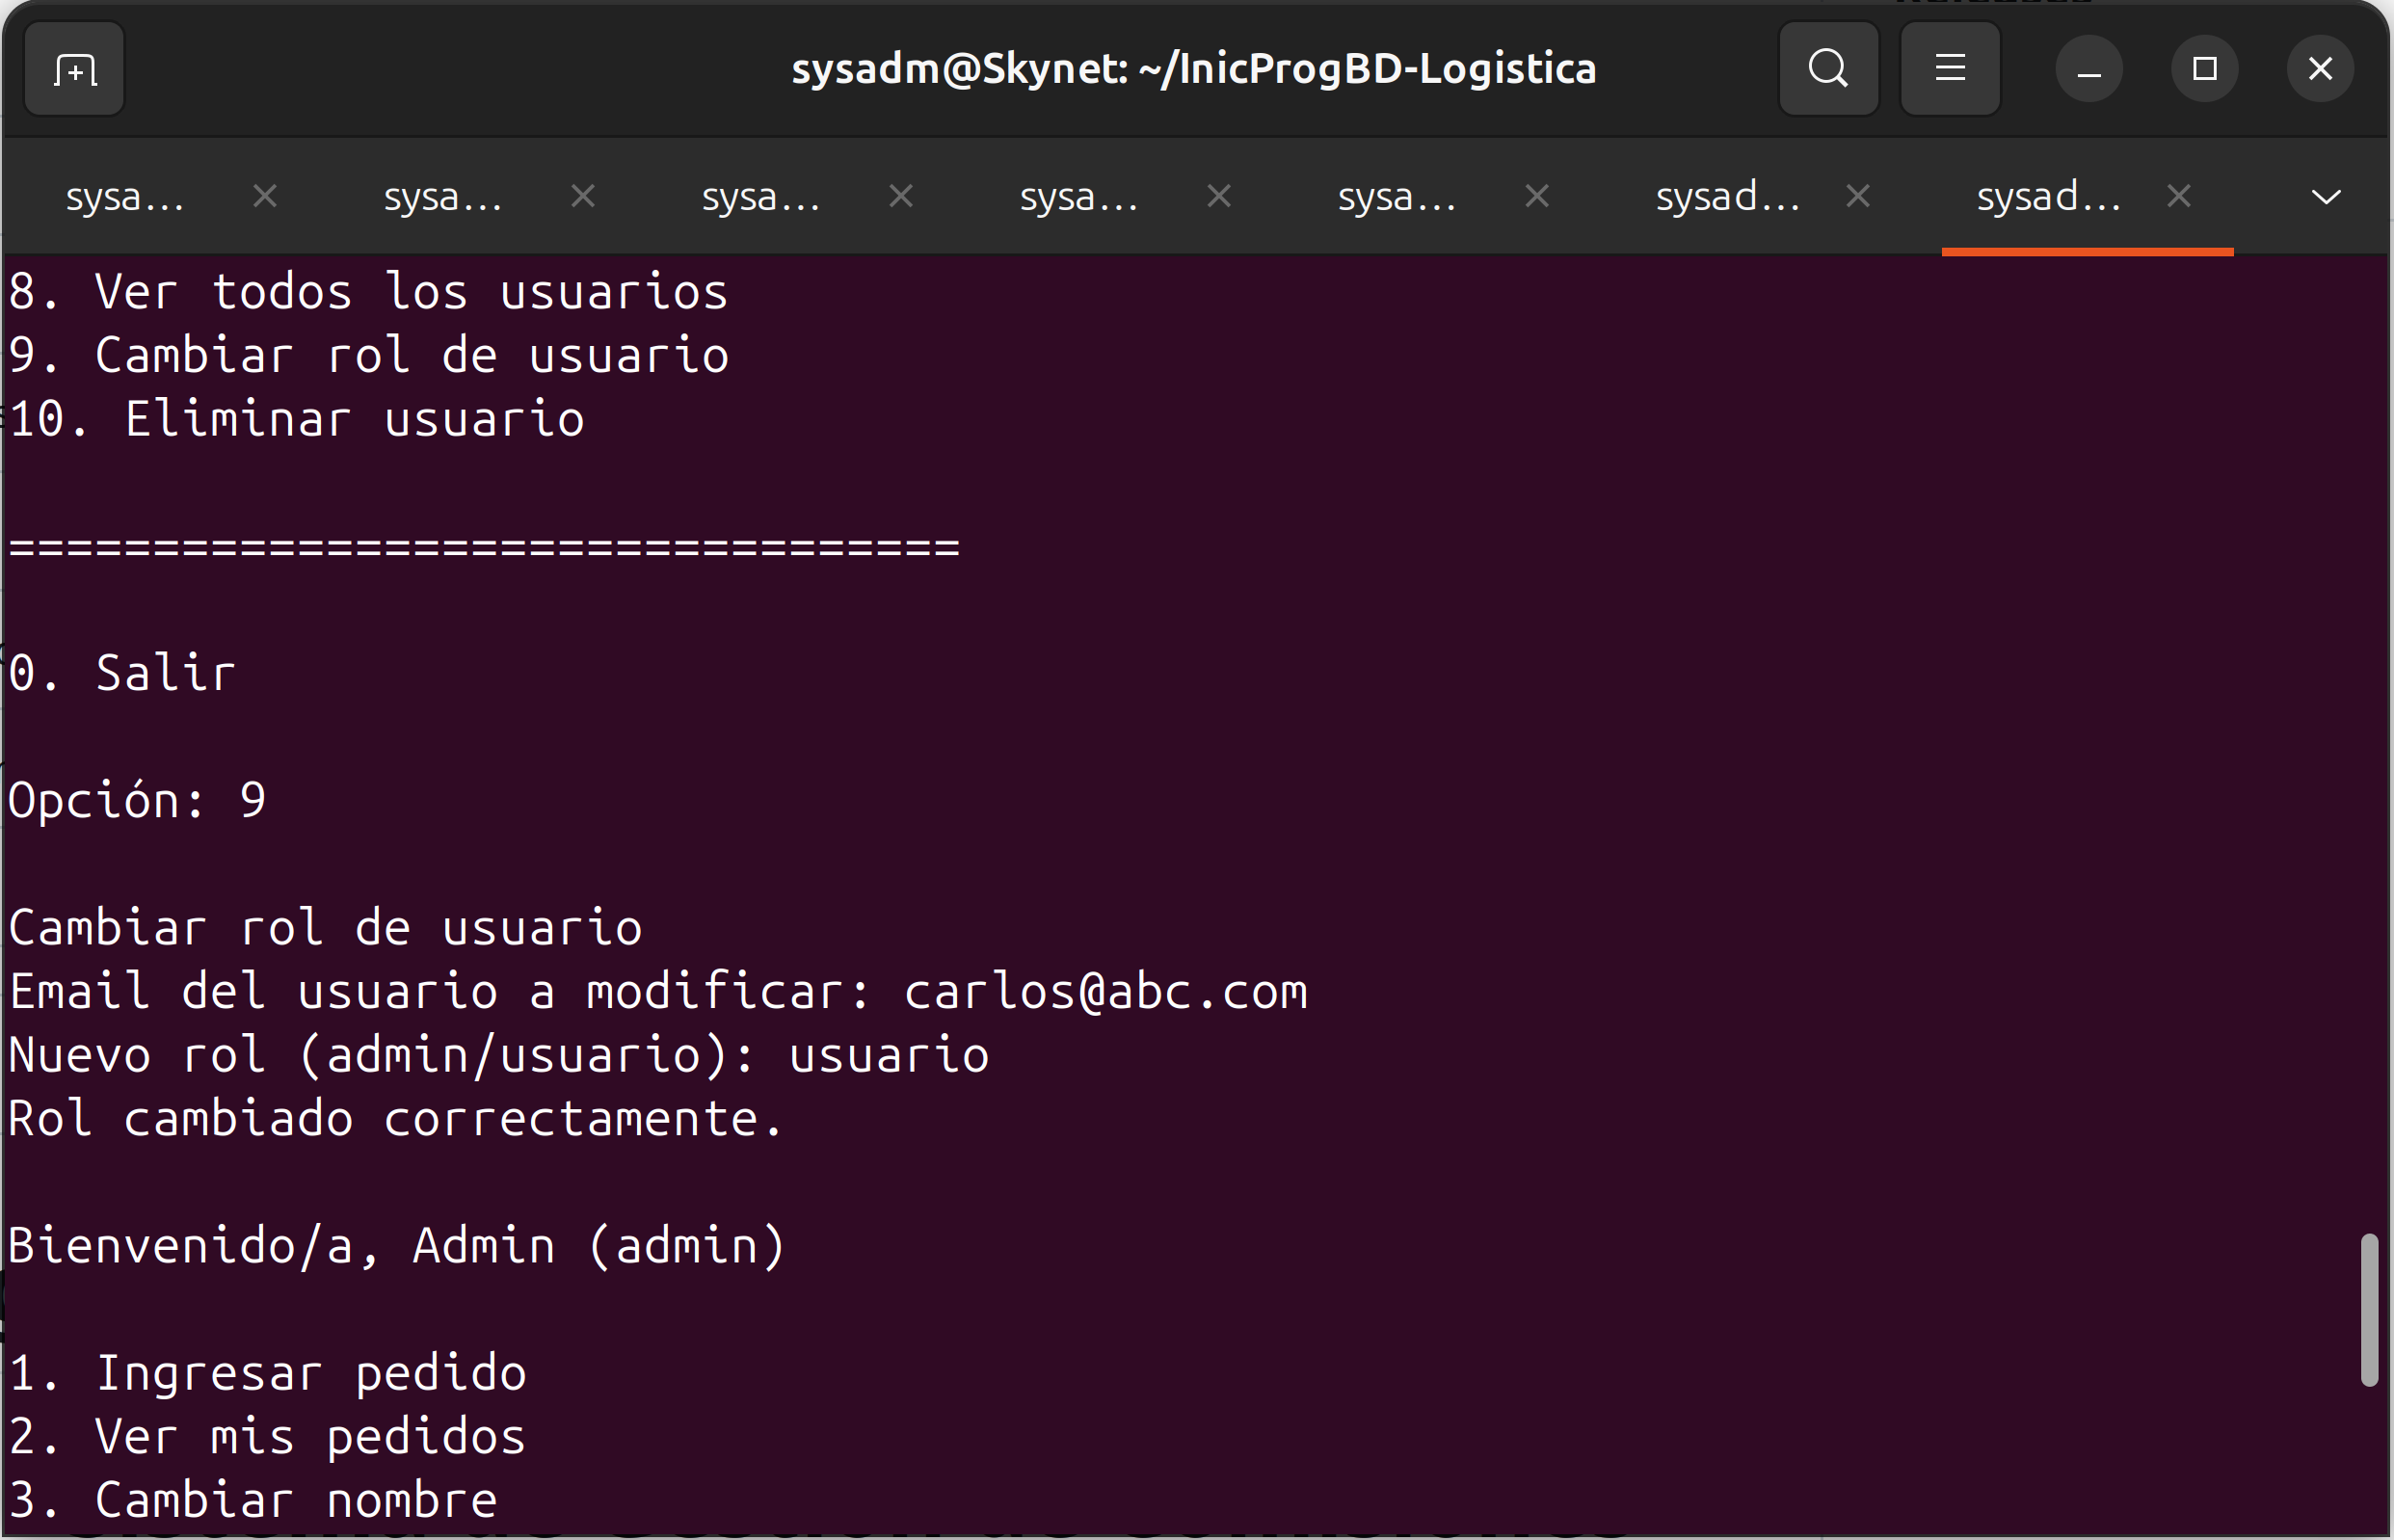 sysadm@Skynet: ~/InicProgBD-Logistica
sysa... sysa... sysa... sysa... sysa... sysad... sysad...
8. Ver todos los usuarios
9. Cambiar rol de usuario
10. Eliminar usuario
=================================
0. Salir
Opción: 9
Cambiar rol de usuario
Email del usuario a modificar: carlos@abc.com
Nuevo rol (admin/usuario): usuario
Rol cambiado correctamente.
Bienvenido/a, Admin (admin)
1. Ingresar pedido
2. Ver mis pedidos
3. Cambiar nombre